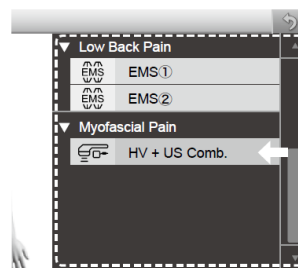 ▼ Low Back Pain
EMS EMS①
EMS EMS②
▼ Myofascial Pain
HV + US Comb.